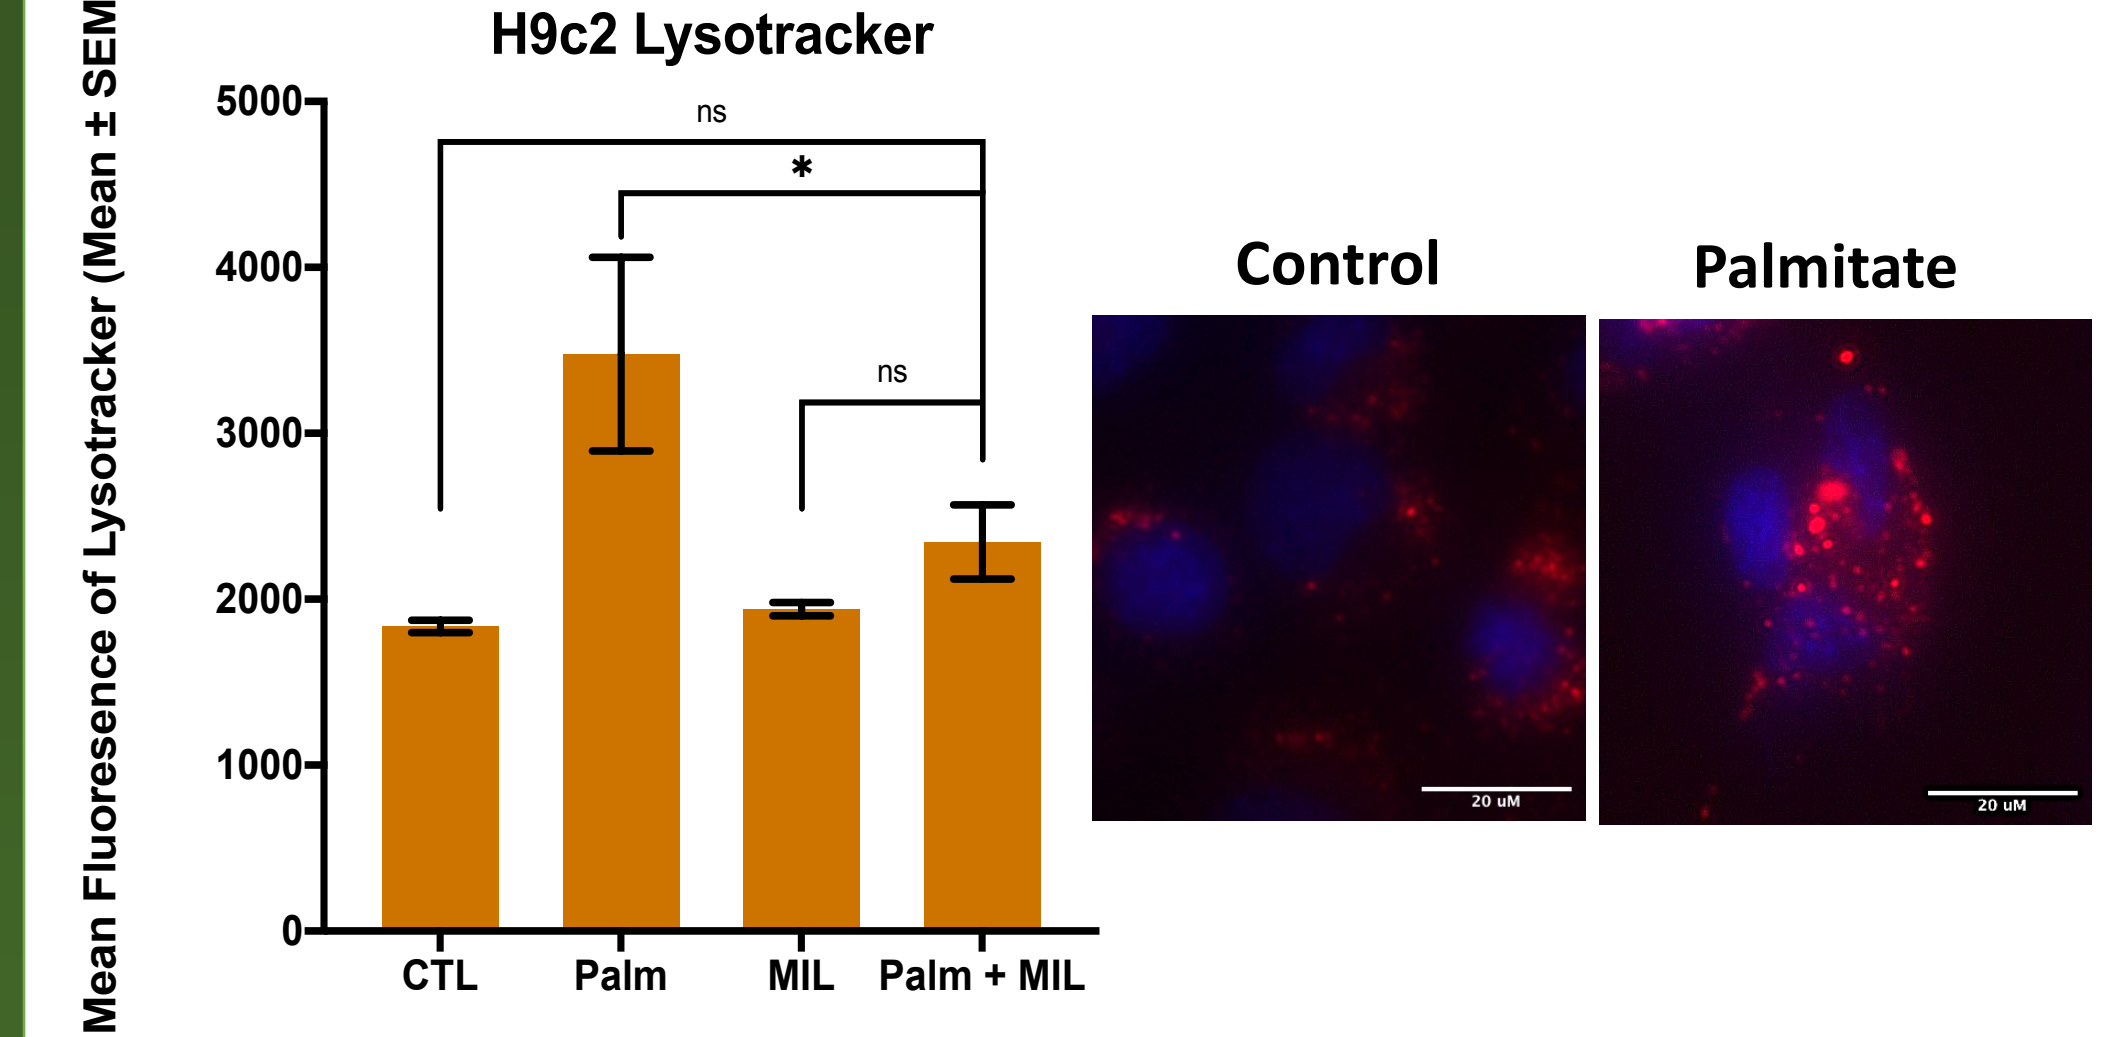 H9c2 Lysotracker
Mean Fluoresence of Lysotracker (Mean ± SEM
5000
4000
3000
2000
1000
0
ns
*
ns
CTL Palm MIL Palm + MIL
Control
Palmitate
20 uM
20 uM